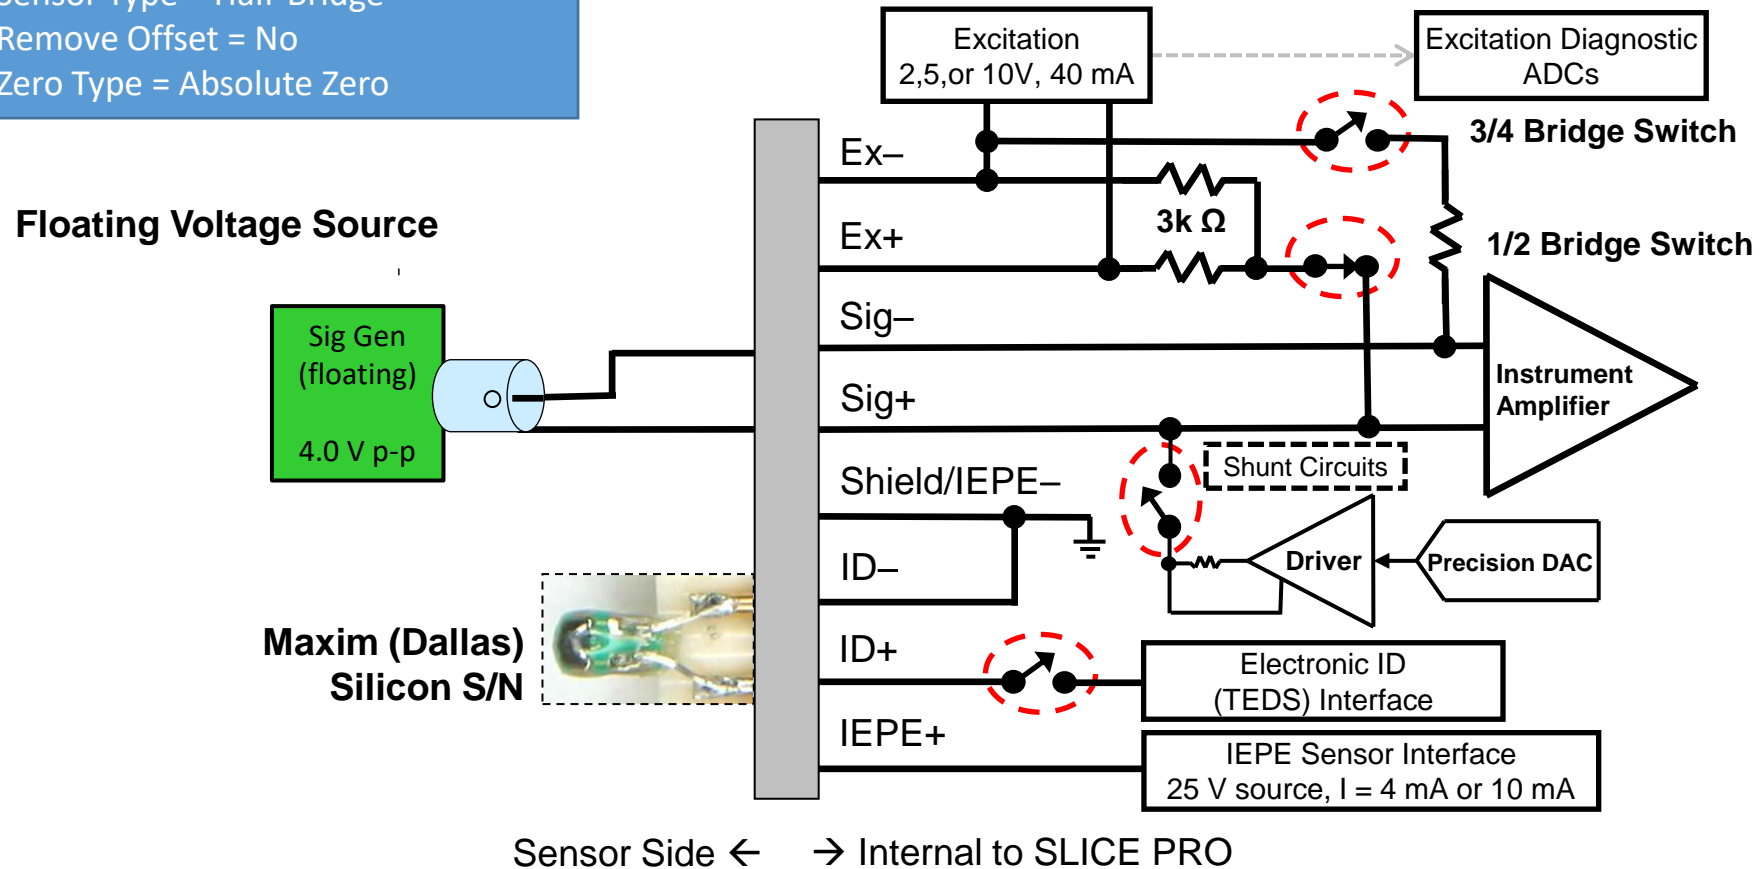 Sensor Type = Half-Bridge
Remove Offset = No
Zero Type = Absolute Zero
Excitation
2,5,or 10V, 40 mA
Excitation Diagnostic
ADCs
3/4 Bridge Switch
Ex–
Floating Voltage Source
3k Ω
Ex+
1/2 Bridge Switch
Sig–
Sig Gen
(floating)
4.0 V p-p
Instrument
Amplifier
Sig+
Shunt Circuits
Shield/IEPE–
Driver
Precision DAC
ID–
Maxim (Dallas)
Silicon S/N
ID+
Electronic ID
(TEDS) Interface
IEPE+
IEPE Sensor Interface
25 V source, I = 4 mA or 10 mA
Sensor Side ← → Internal to SLICE PRO